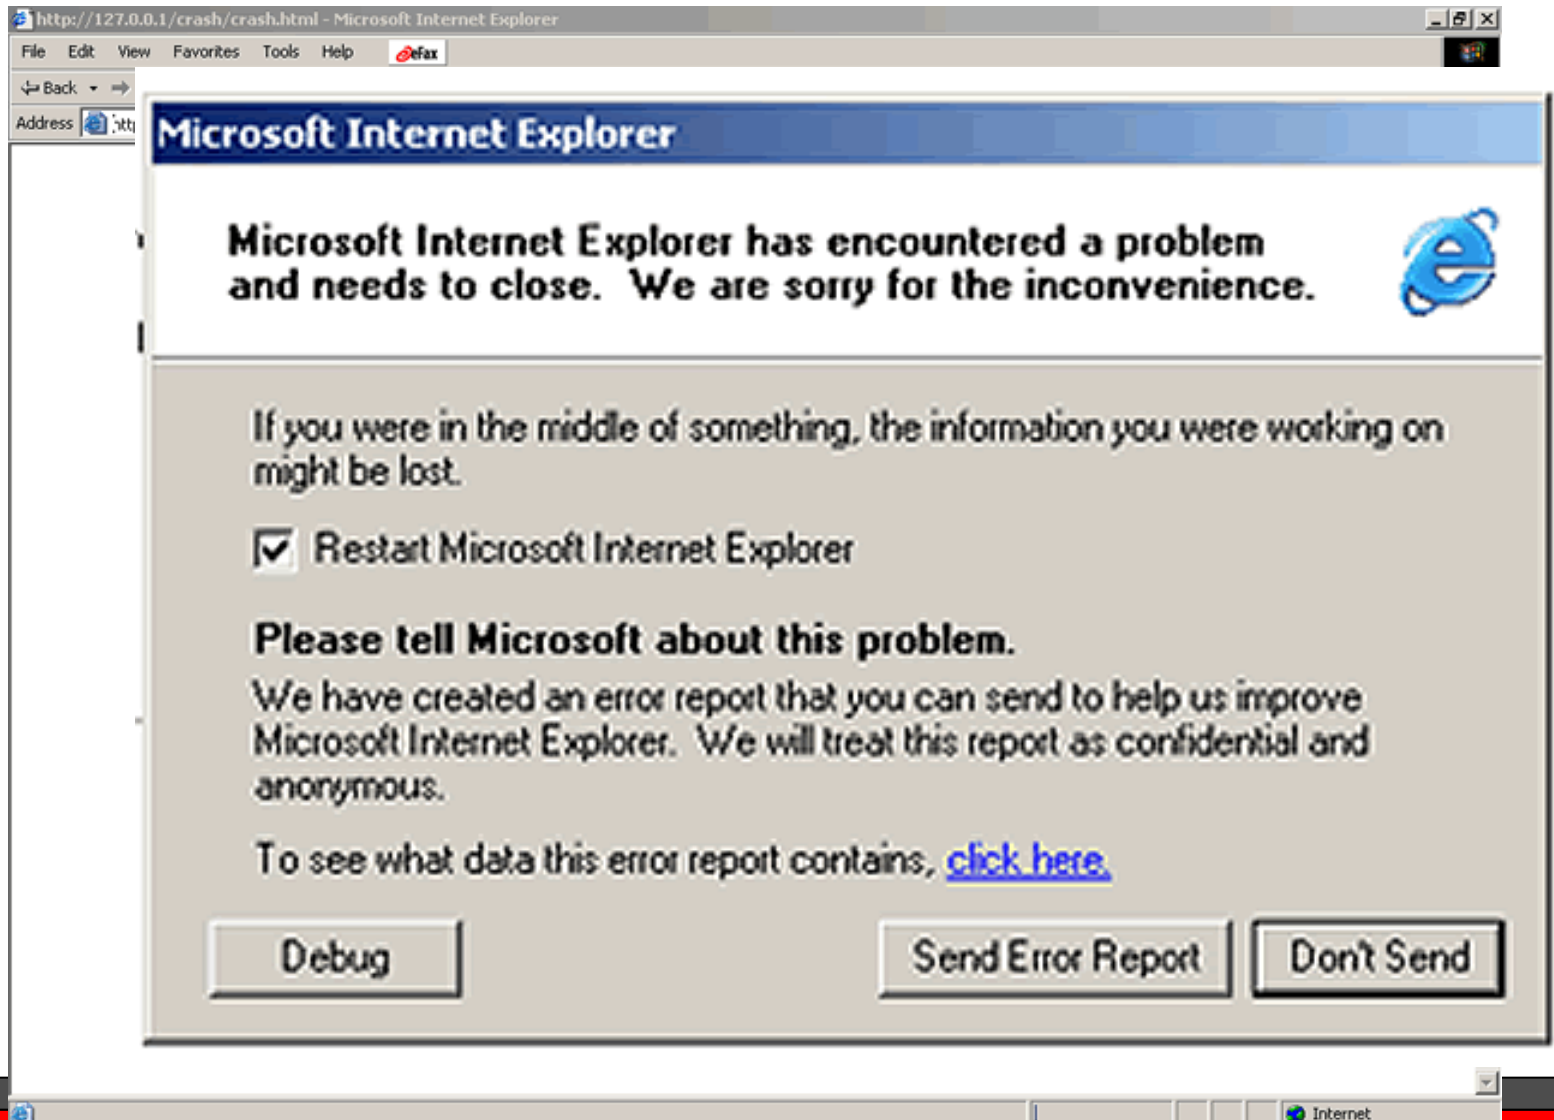 http://127.0.0.1/crash/crash.html - Microsoft Internet Explorer
File Edit View Favorites Tools Help eFax
Back
Address
Microsoft Internet Explorer
Microsoft Internet Explorer has encountered a problem
and needs to close. We are sorry for the inconvenience.
If you were in the middle of something, the information you were working on
might be lost.
Restart Microsoft Internet Explorer
Please tell Microsoft about this problem.
We have created an error report that you can send to help us improve
Microsoft Internet Explorer. We will treat this report as confidential and
anonymous.
To see what data this error report contains, click here.
Debug Send Error Report Don't Send
Internet